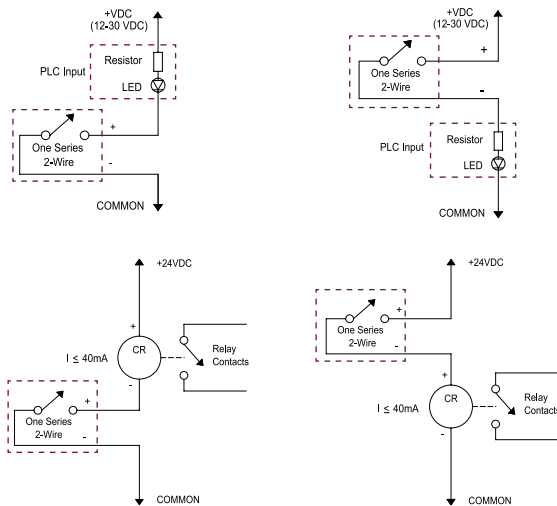 +VDC
(12-30 VDC)
Resistor
PLC Input
LED
+
One Series
2-Wire
-
COMMON
+VDC
(12-30 VDC)
+
One Series
2-Wire
-
Resistor
PLC Input
LED
COMMON
+24VDC
+
CR
I ≤ 40mA
Relay
Contacts
-
+
One Series
2-Wire
-
COMMON
+24VDC
+
One Series
2-Wire
-
+
CR
I ≤ 40mA
Relay
Contacts
-
COMMON